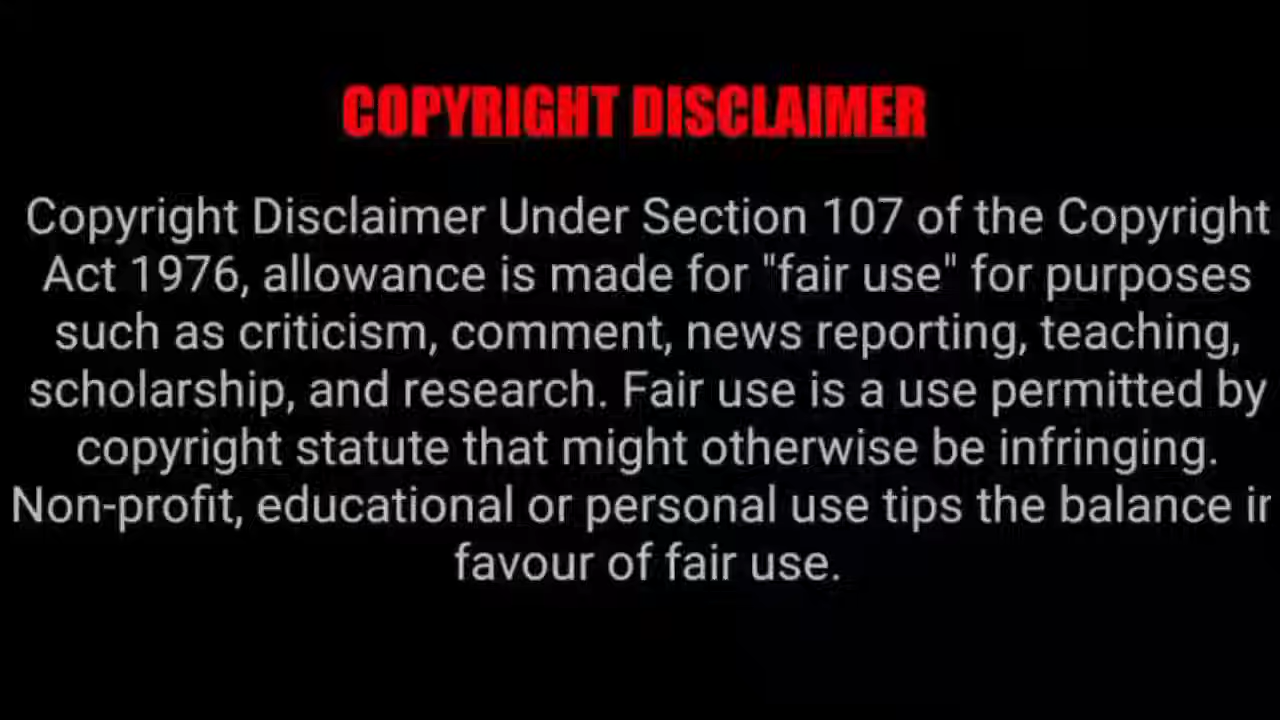 COPYRIGHT DISCLAIMER
Copyright Disclaimer Under Section 107 of the Copyright
Act 1976, allowance is made for "fair use" for purposes
such as criticism, comment, news reporting, teaching,
scholarship, and research. Fair use is a use permitted by
copyright statute that might otherwise be infringing.
Non-profit, educational or personal use tips the balance in
favour of fair use.